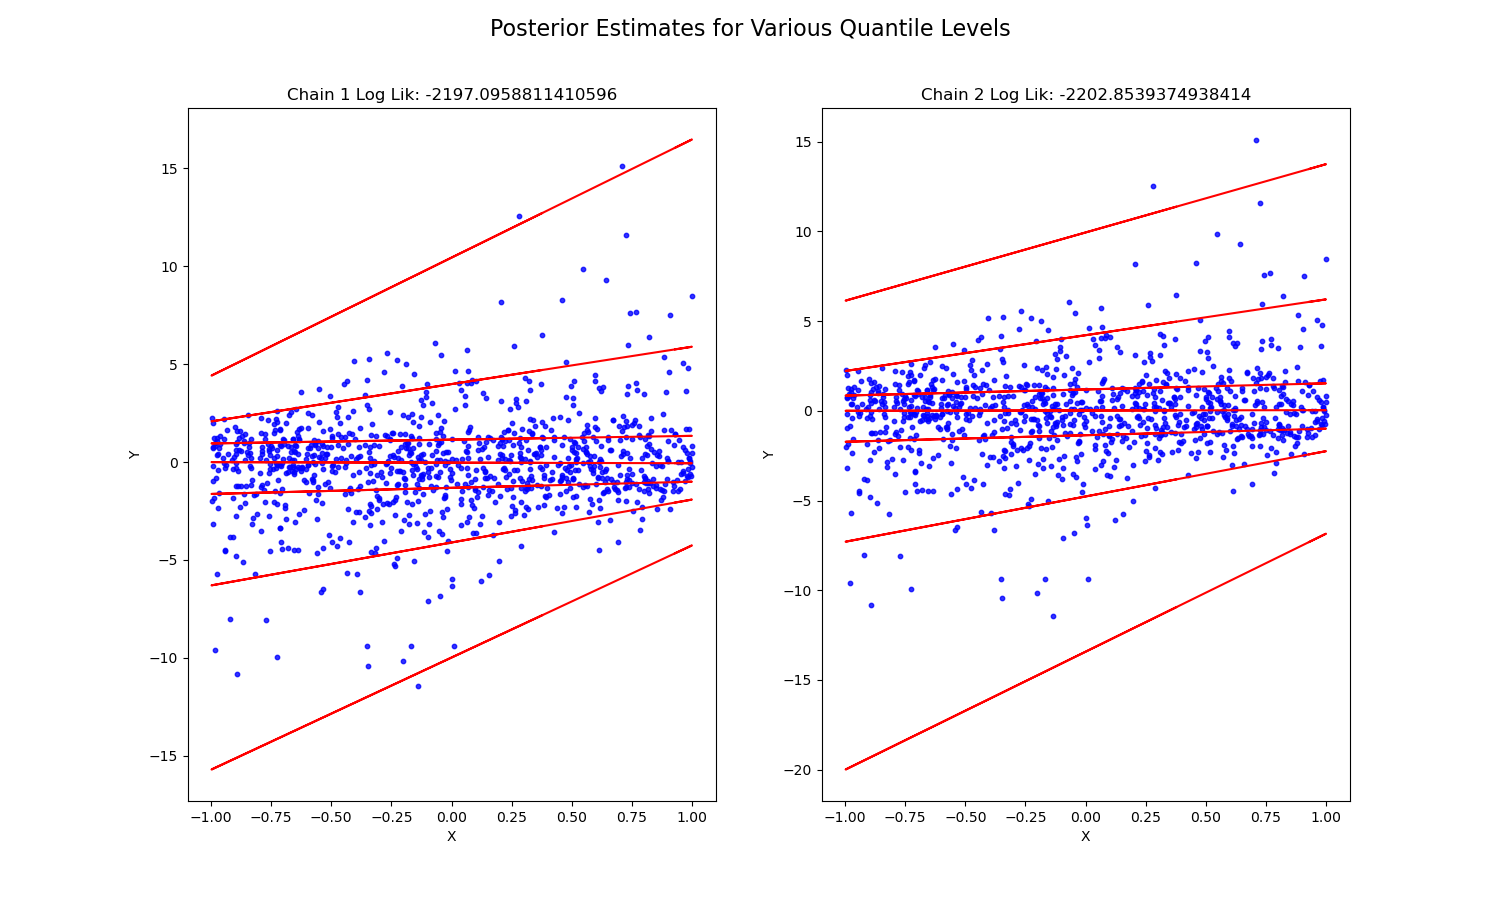 Posterior Estimates for Various Quantile Levels
Chain 1 Log Lik: -2197.0958811410596
15
10
5
0
−5
−10
−15
Y
−1.00 −0.75 −0.50 −0.25 0.00 0.25 0.50 0.75 1.00
X
Chain 2 Log Lik: -2202.8539374938414
15
10
5
0
−5
−10
−15
−20
Y
−1.00 −0.75 −0.50 −0.25 0.00 0.25 0.50 0.75 1.00
X